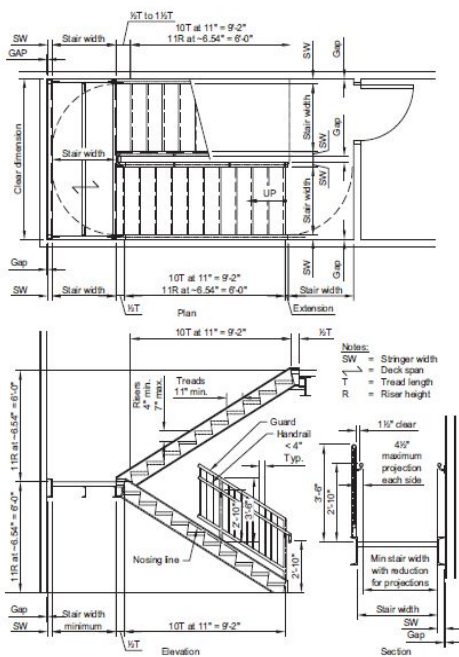 ½T to 1½T
10T at 11" = 9'-2"
11R at ~6.54" = 6'-0"
SW
Stair width
SW
GAP
Gap
Clear dimension
Stair width
Stair width
SW
Gap
UP
Stair width
SW
Gap
SW
Gap
SW
Stair width
½T
10T at 11" = 9'-2"
11R at ~6.54" = 6'-0"
Plan
Stair width
Extension
10T at 11" = 9'-2"
½T
Notes:
SW = Stringer width
= Deck span
T = Tread length
R = Riser height
11R at ~6.54" = 6'-0"
Risers
4" min.
7" max.
Treads
11" min.
Guard
Handrail
< 4"
Typ.
1½" clear
4½"
maximum
projection
each side
3'-6"
2'-10"
2'-10"
3'-6"
11R at ~6.54" = 6'-0"
Nosing line
2'-10"
Min stair width
with reduction
for projections
Gap
Stair width
minimum
SW
½T
10T at 11" = 9'-2"
Elevation
Stair width
Gap
SW
Section